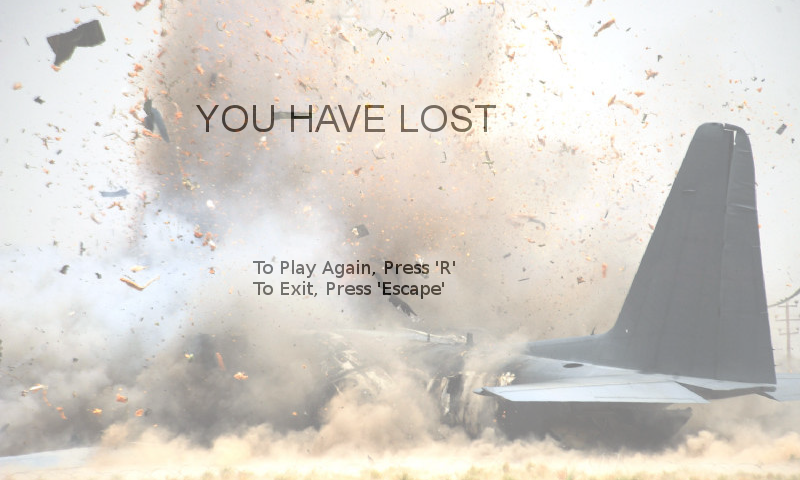 YOU HAVE LOST
To Play Again, Press 'R'
To Exit, Press 'Escape'